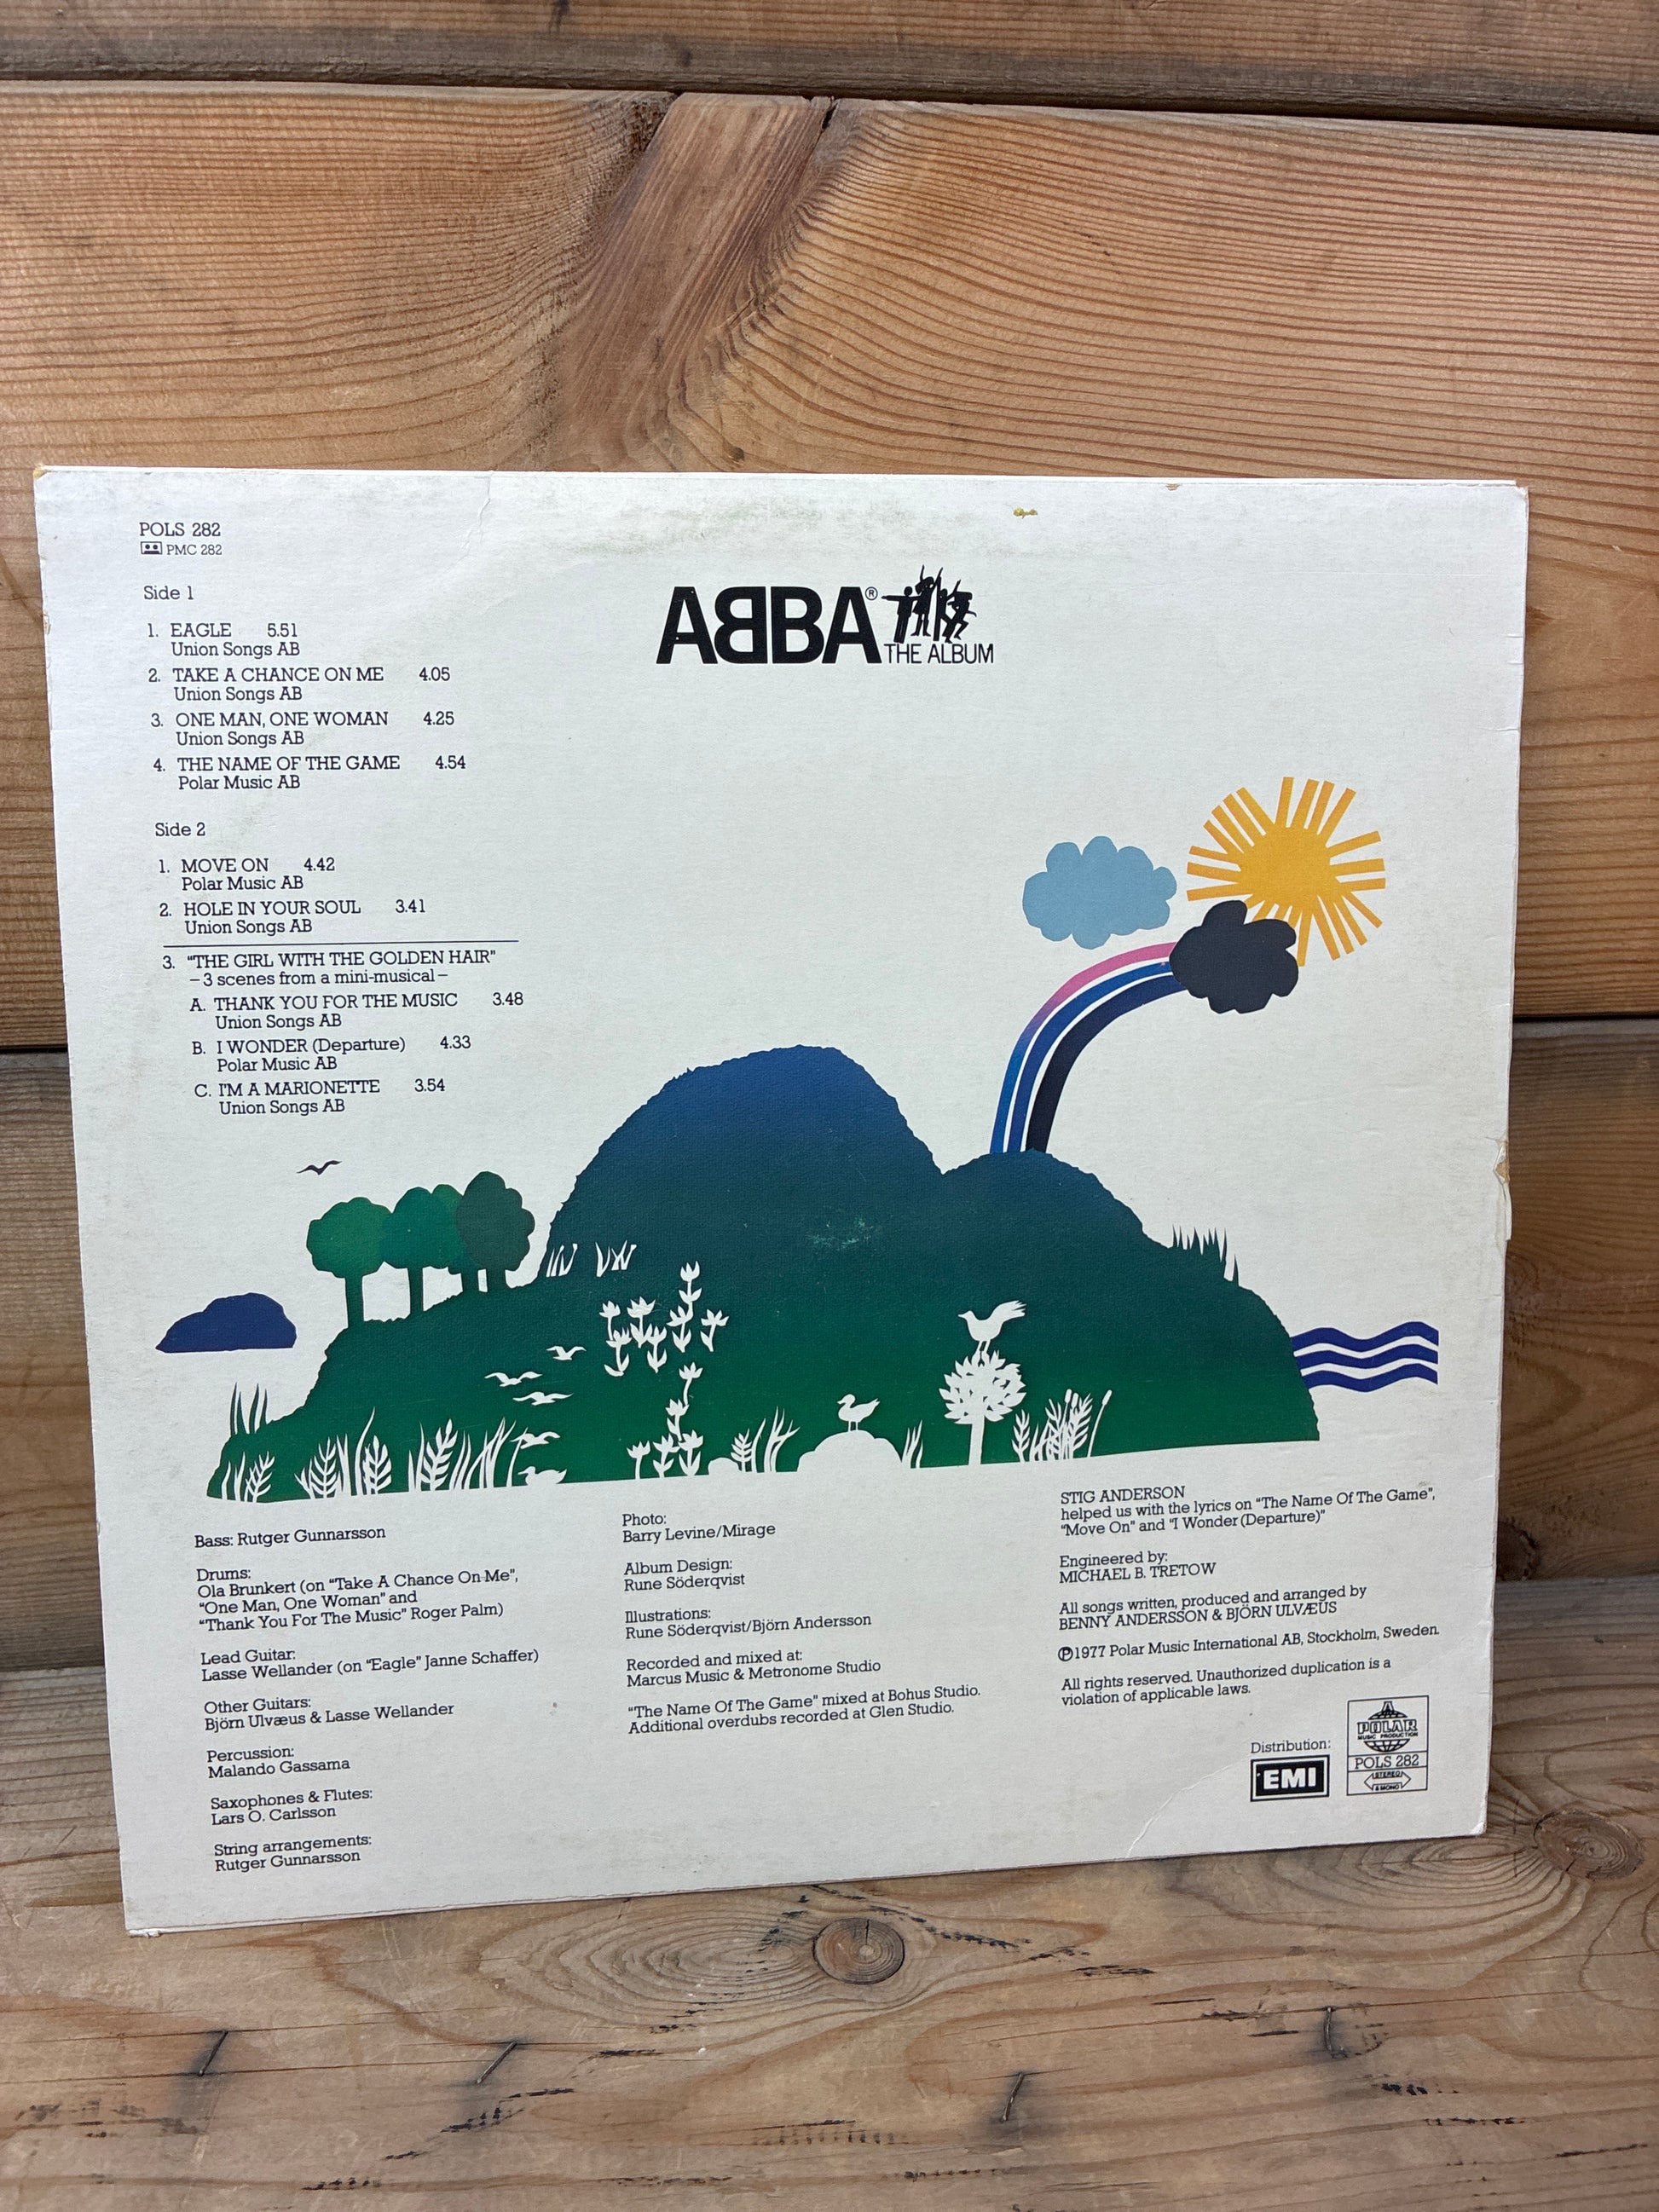 POLS 282
PMC 282
Side 1
1. EAGLE 5.51
Union Songs AB
2. TAKE A CHANCE ON ME 4.05
Union Songs AB
3. ONE MAN, ONE WOMAN 4.25
Union Songs AB
4. THE NAME OF THE GAME 4.54
Polar Music AB
Side 2
1. MOVE ON 4.42
Polar Music AB
2. HOLE IN YOUR SOUL 3.41
Union Songs AB
3. "THE GIRL WITH THE GOLDEN HAIR"
–3 scenes from a mini-musical–
A. THANK YOU FOR THE MUSIC 3.48
Union Songs AB
B. I WONDER (Departure) 4.33
Polar Music AB
C. I'M A MARIONETTE 3.54
Union Songs AB
ABBA®
THE ALBUM
Bass: Rutger Gunnarsson
Drums:
Ola Brunkert (on "Take A Chance On Me",
"One Man, One Woman" and
"Thank You For The Music" Roger Palm)
Lead Guitar:
Lasse Wellander (on "Eagle" Janne Schaffer)
Other Guitars:
Björn Ulvæus & Lasse Wellander
Percussion:
Malando Gassama
Saxophones & Flutes:
Lars O. Carlsson
String arrangements:
Rutger Gunnarsson
Photo:
Barry Levine/Mirage
Album Design:
Rune Söderqvist
Illustrations:
Rune Söderqvist/Björn Andersson
Recorded and mixed at:
Marcus Music & Metronome Studio
"The Name Of The Game" mixed at Bohus Studio.
Additional overdubs recorded at Glen Studio.
STIG ANDERSON
helped us with the lyrics on "The Name Of The Game",
"Move On" and "I Wonder (Departure)"
Engineered by:
MICHAEL B. TRETOW
All songs written, produced and arranged by
BENNY ANDERSSON & BJÖRN ULVÆUS
℗1977 Polar Music International AB, Stockholm, Sweden.
All rights reserved. Unauthorized duplication is a
violation of applicable laws.
Distribution:
EMI
POLAR
MUSIC PRODUCTION
POLS 282
STEREO
& MONO